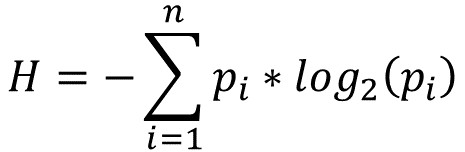 H = − ∑_{i=1}^{n} p_i * log_2(p_i)